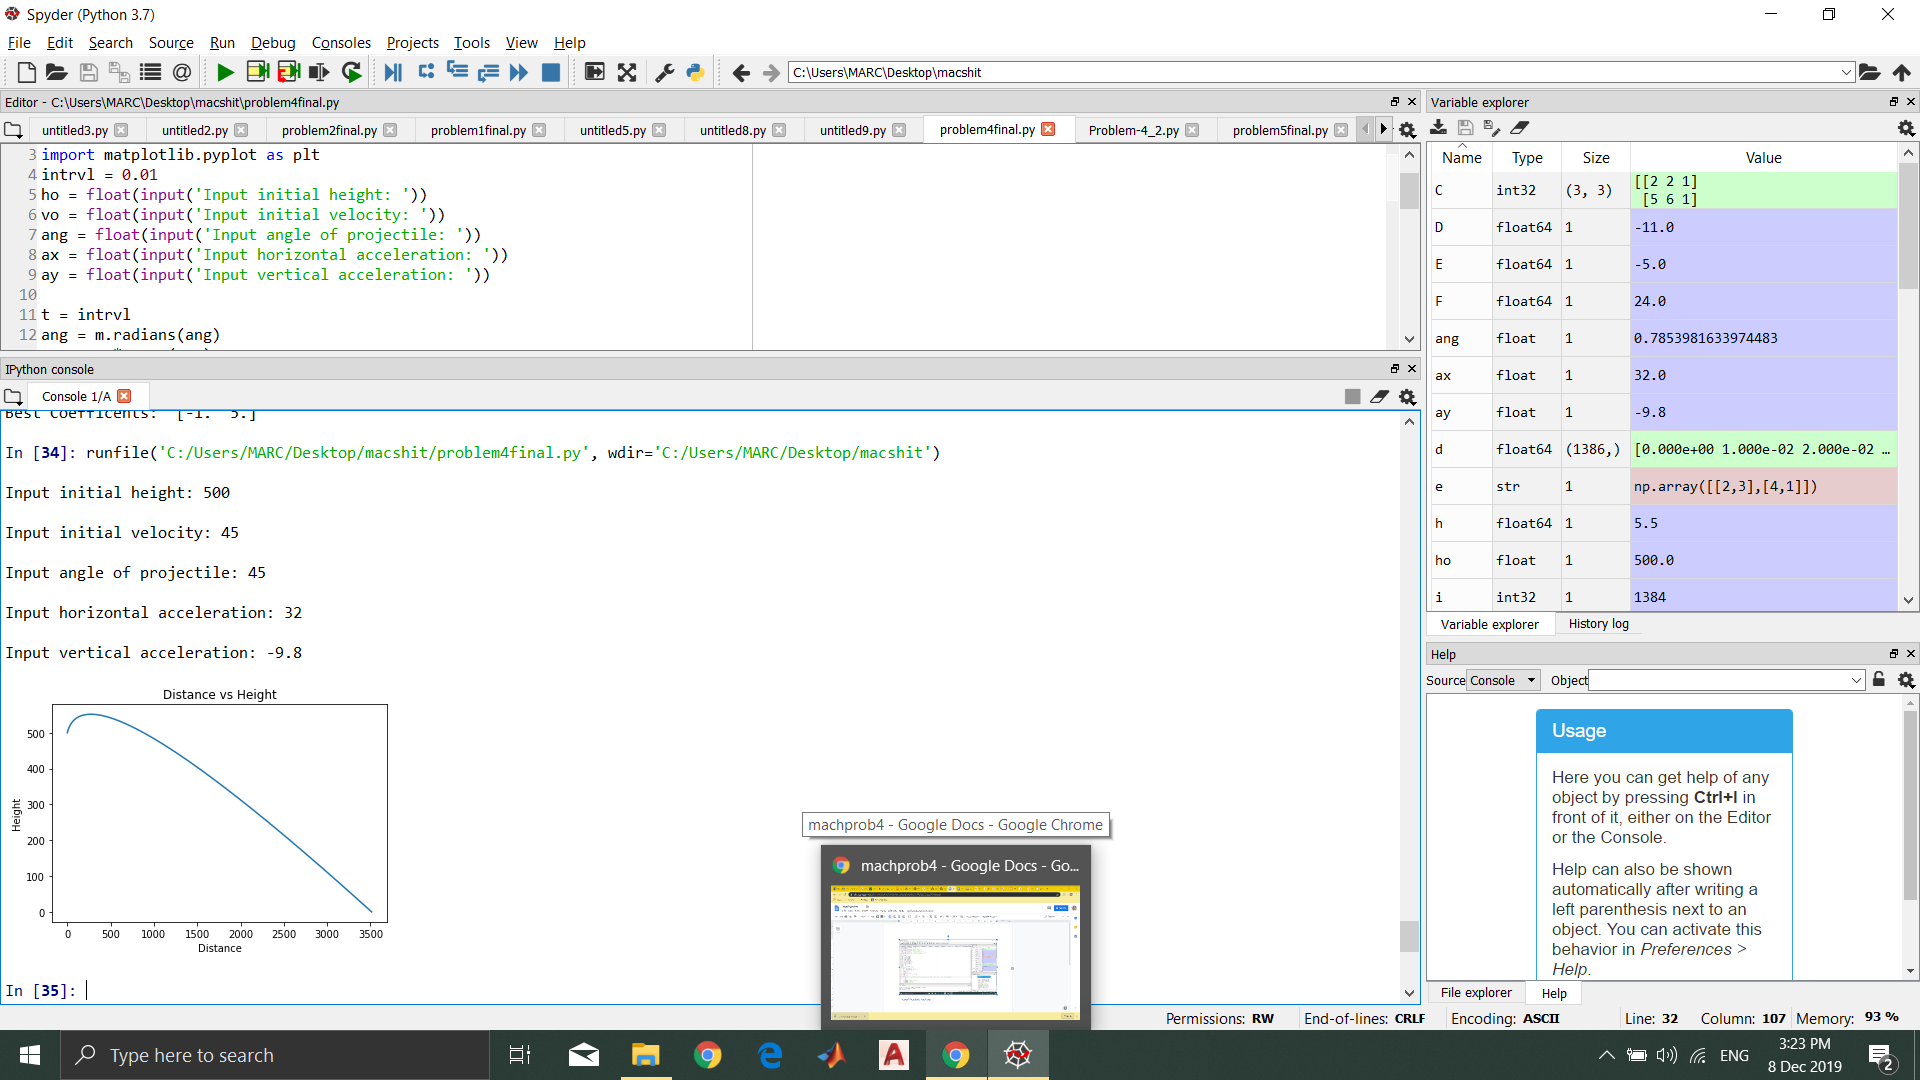 Spyder (Python 3.7)
File Edit Search Source Run Debug Consoles Projects Tools View Help
C:\Users\MARC\Desktop\macshit
Editor - C:\Users\MARC\Desktop\macshit\problem4final.py
untitled3.py untitled2.py problem2final.py problem1final.py untitled5.py untitled8.py untitled9.py problem4final.py Problem-4_2.py problem5final.py
3 import matplotlib.pyplot as plt
4 intrvl = 0.01
5 ho = float(input('Input initial height: '))
6 vo = float(input('Input initial velocity: '))
7 ang = float(input('Input angle of projectile: '))
8 ax = float(input('Input horizontal acceleration: '))
9 ay = float(input('Input vertical acceleration: '))
10
11 t = intrvl
12 ang = m.radians(ang)
IPython console
Console 1/A
Best Coefficents: [-1. 5.]
In [34]: runfile('C:/Users/MARC/Desktop/macshit/problem4final.py', wdir='C:/Users/MARC/Desktop/macshit')
Input initial height: 500
Input initial velocity: 45
Input angle of projectile: 45
Input horizontal acceleration: 32
Input vertical acceleration: -9.8
Distance vs Height
500
400
300
200
100
0
Height
0 500 1000 1500 2000 2500 3000 3500
Distance
In [35]:
Variable explorer
Name Type Size Value
C int32 (3, 3) [[2 2 1]
[5 6 1]
D float64 1 -11.0
E float64 1 -5.0
F float64 1 24.0
ang float 1 0.7853981633974483
ax float 1 32.0
ay float 1 -9.8
d float64 (1386,) [0.000e+00 1.000e-02 2.000e-02 …
e str 1 np.array([[2,3],[4,1]])
h float64 1 5.5
ho float 1 500.0
i int32 1 1384
Variable explorer History log
Help
Source Console Object
Usage
Here you can get help of any
object by pressing Ctrl+I in
front of it, either on the Editor
or the Console.
Help can also be shown
automatically after writing a
left parenthesis next to an
object. You can activate this
behavior in Preferences >
Help.
File explorer Help
machprob4 - Google Docs - Google Chrome
machprob4 - Google Docs - Go...
Permissions: RW End-of-lines: CRLF Encoding: ASCII Line: 32 Column: 107 Memory: 93 %
Type here to search
ENG
3:23 PM
8 Dec 2019
2